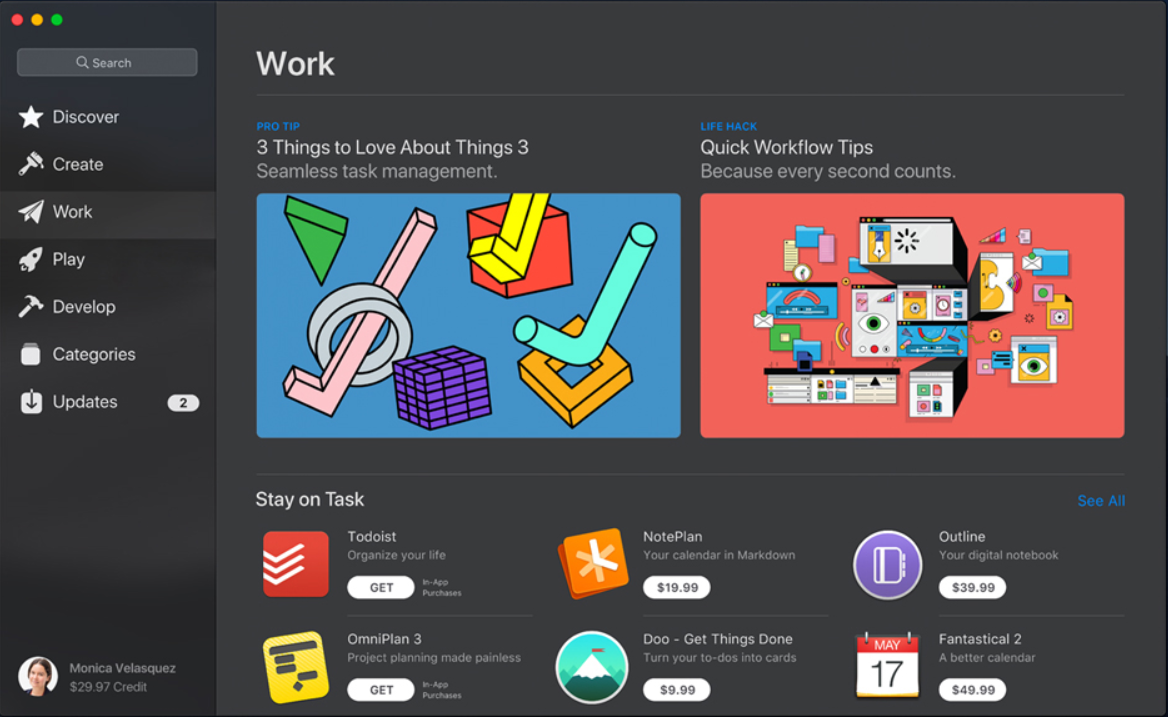 Search
Discover
Create
Work
Play
Develop
Categories
Updates
2
Monica Velasquez
$29.97 Credit
Work
PRO TIP
3 Things to Love About Things 3
Seamless task management.
LIFE HACK
Quick Workflow Tips
Because every second counts.
Stay on Task
See All
Todoist
Organize your life
GET
In-App
Purchases
NotePlan
Your calendar in Markdown
$19.99
Outline
Your digital notebook
$39.99
OmniPlan 3
Project planning made painless
GET
In-App
Purchases
Doo - Get Things Done
Turn your to-dos into cards
$9.99
MAY
17
Fantastical 2
A better calendar
$49.99